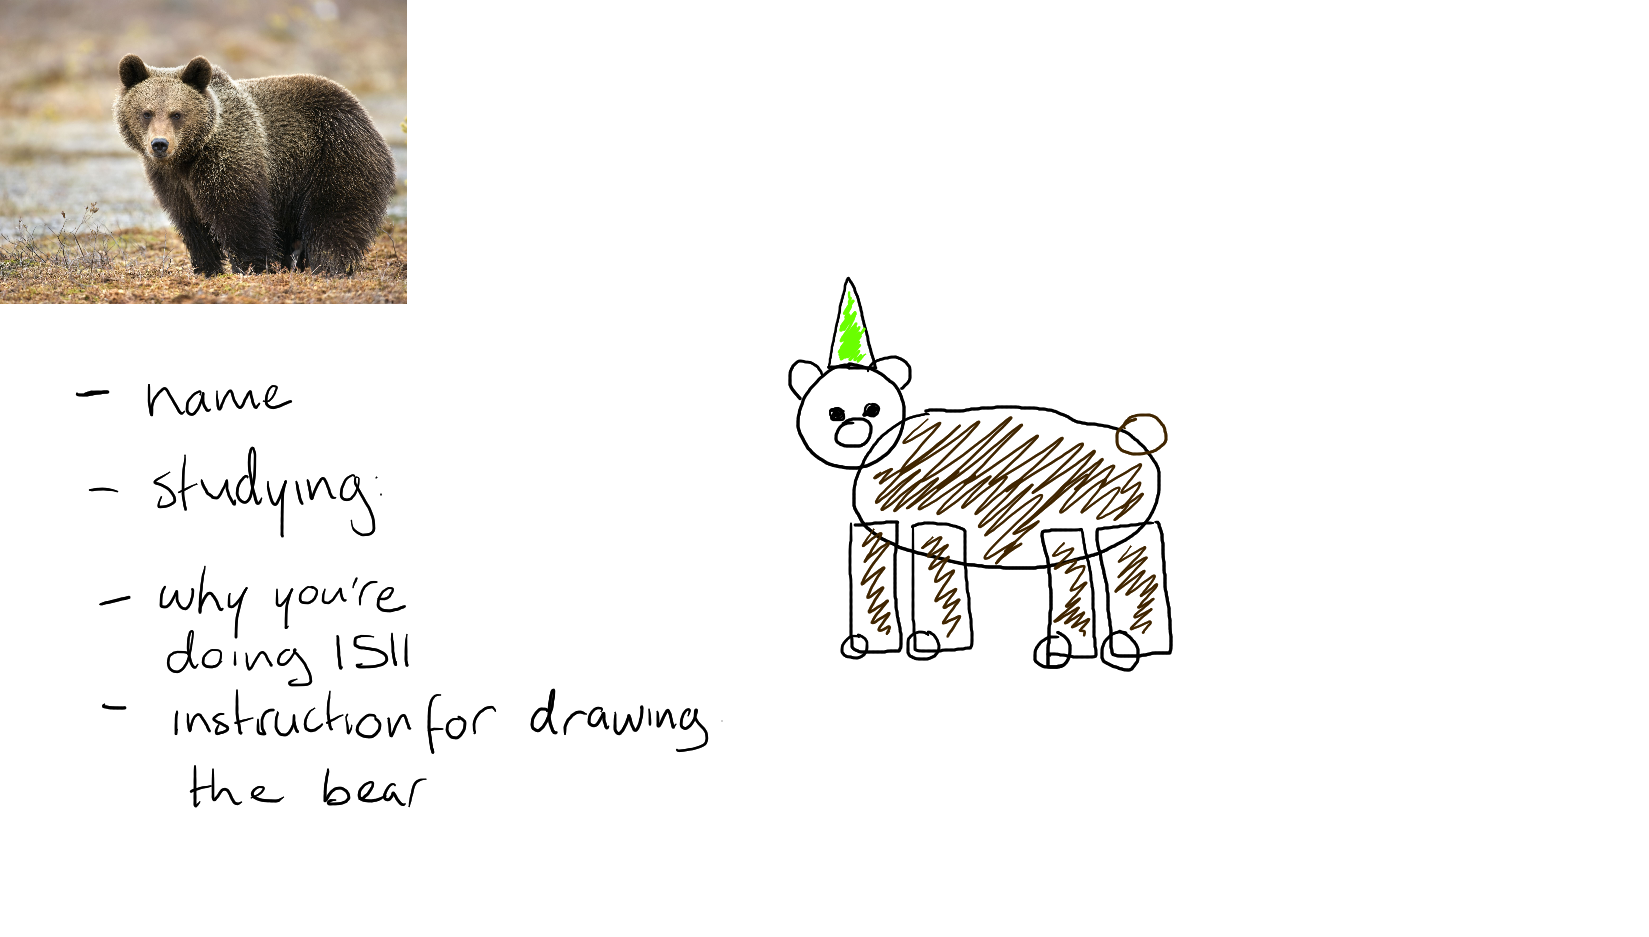 - name
- studying:
- why you're
doing 1511
- instruction for drawing
the bear